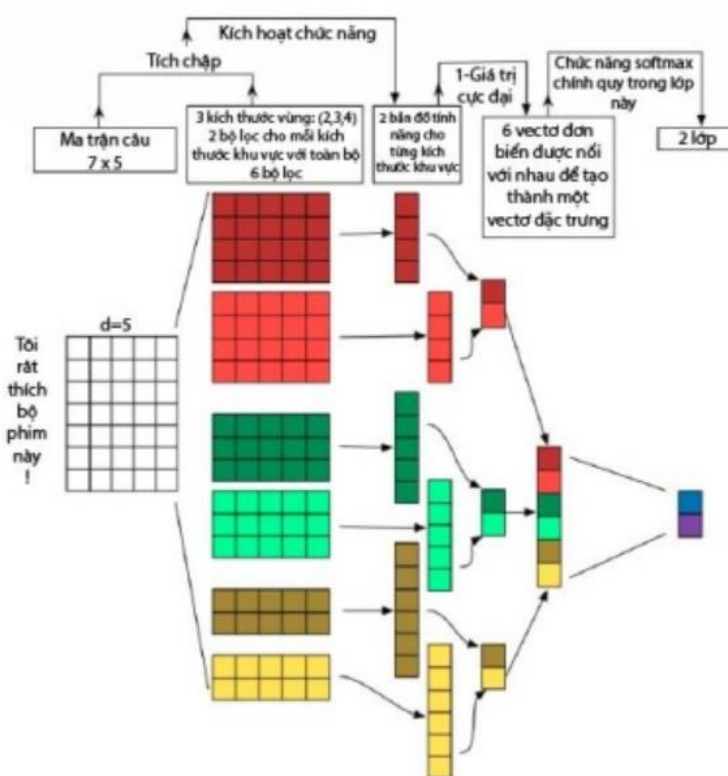 Kích hoạt chức năng
Tích chập
1-Giá trị
cực đại
Chức năng softmax
chính quy trong lớp
này
Ma trận câu
7 x 5
3 kích thước vùng: (2,3,4)
2 bộ lọc cho mỗi kích
thước khu vực với toàn bộ
6 bộ lọc
2 bản đồ tính
năng cho
từng kích
thước khu vực
6 vectơ đơn
biến được nối
với nhau để tạo
thành một
vectơ đặc trưng
2 lớp
d=5
Tôi
rất
thích
bộ
phim
này
!